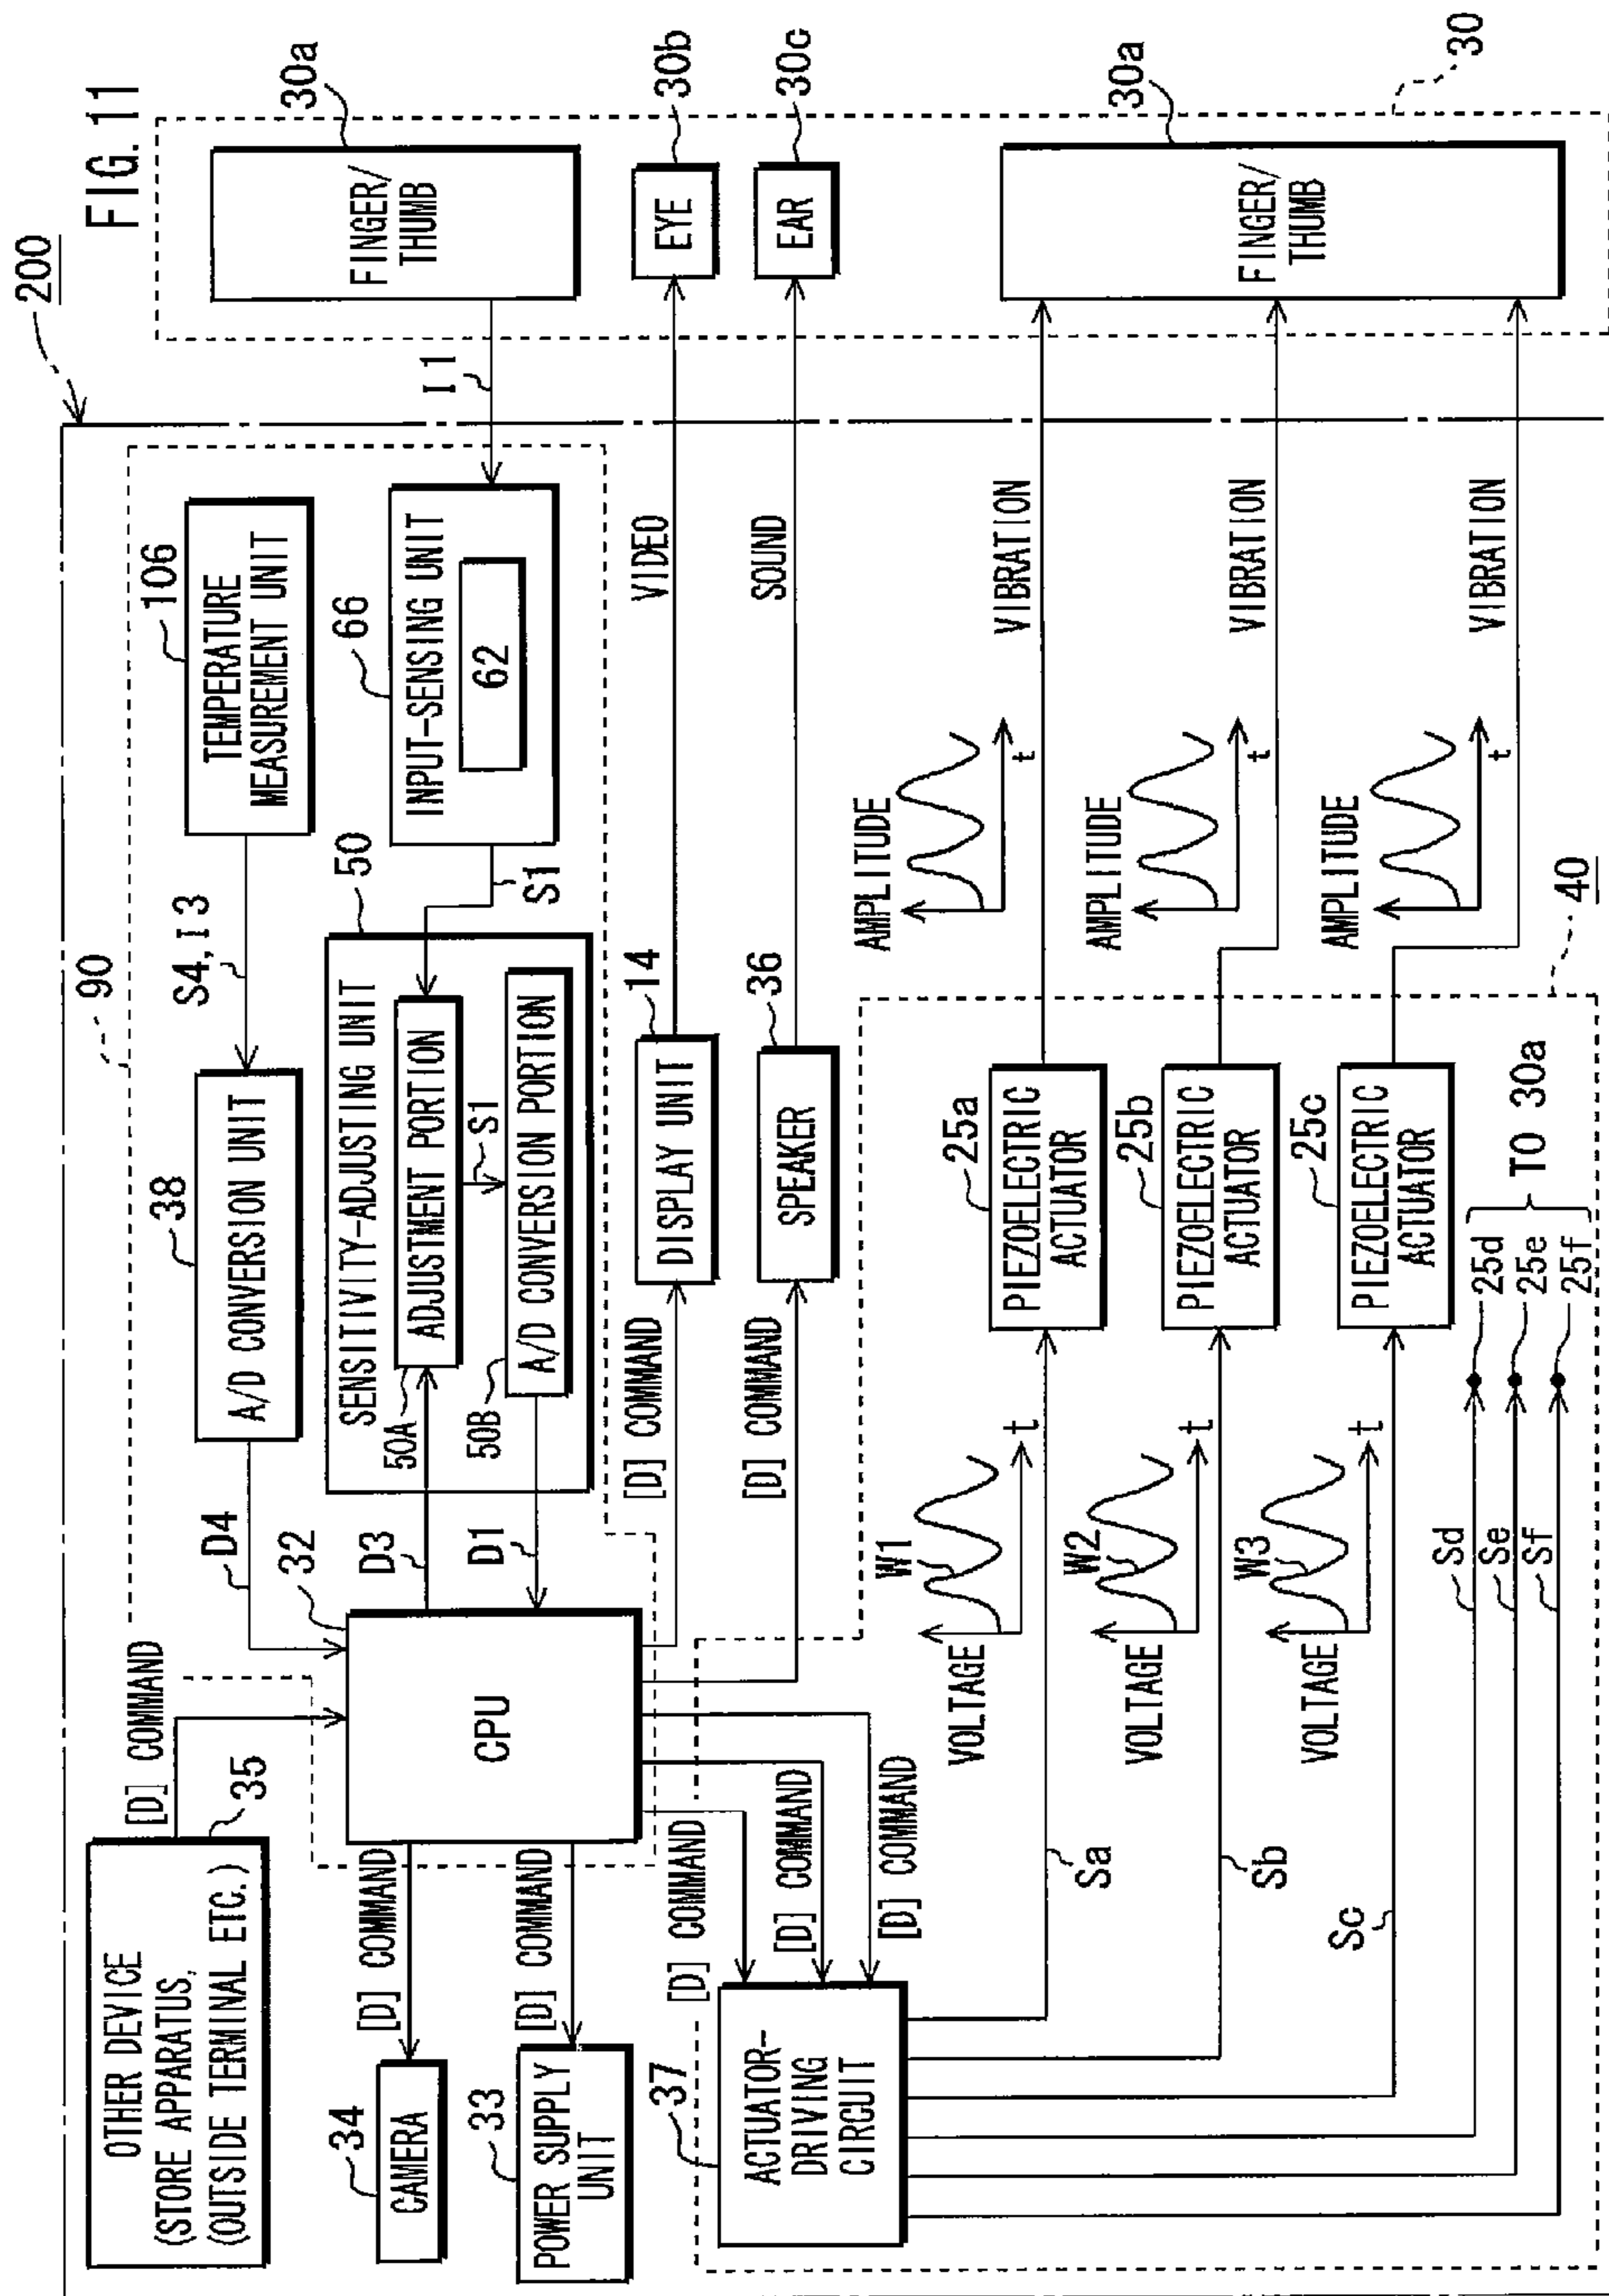 FIG. 11
200
OTHER DEVICE
(STORE APPARATUS,
(OUTSIDE TERMINAL ETC.)
35
[D] COMMAND
90
D4
38
A/D CONVERSION UNIT
S4, I3
106
TEMPERATURE
MEASUREMENT UNIT
FINGER/
THUMB
30a
34
CAMERA
[D] COMMAND
33
POWER SUPPLY
UNIT
[D] COMMAND
32
CPU
D3
D1
SENSITIVITY-ADJUSTING UNIT
50
50A
ADJUSTMENT PORTION
S1
50B
A/D CONVERSION PORTION
S1
66
INPUT-SENSING UNIT
62
I1
[D] COMMAND
14
DISPLAY UNIT
VIDEO
EYE
30b
[D] COMMAND
36
SPEAKER
SOUND
EAR
30c
37
ACTUATOR-
DRIVING
CIRCUIT
[D] COMMAND
[D] COMMAND
[D] COMMAND
VOLTAGE
W1
t
Sa
25a
PIEZOELECTRIC
ACTUATOR
AMPLITUDE
t
VIBRATION
VOLTAGE
W2
t
Sb
25b
PIEZOELECTRIC
ACTUATOR
AMPLITUDE
t
VIBRATION
VOLTAGE
W3
t
Sc
25c
PIEZOELECTRIC
ACTUATOR
AMPLITUDE
t
VIBRATION
FINGER/
THUMB
30a
30
Sd
25d
Se
25e
Sf
25f
TO 30a
40